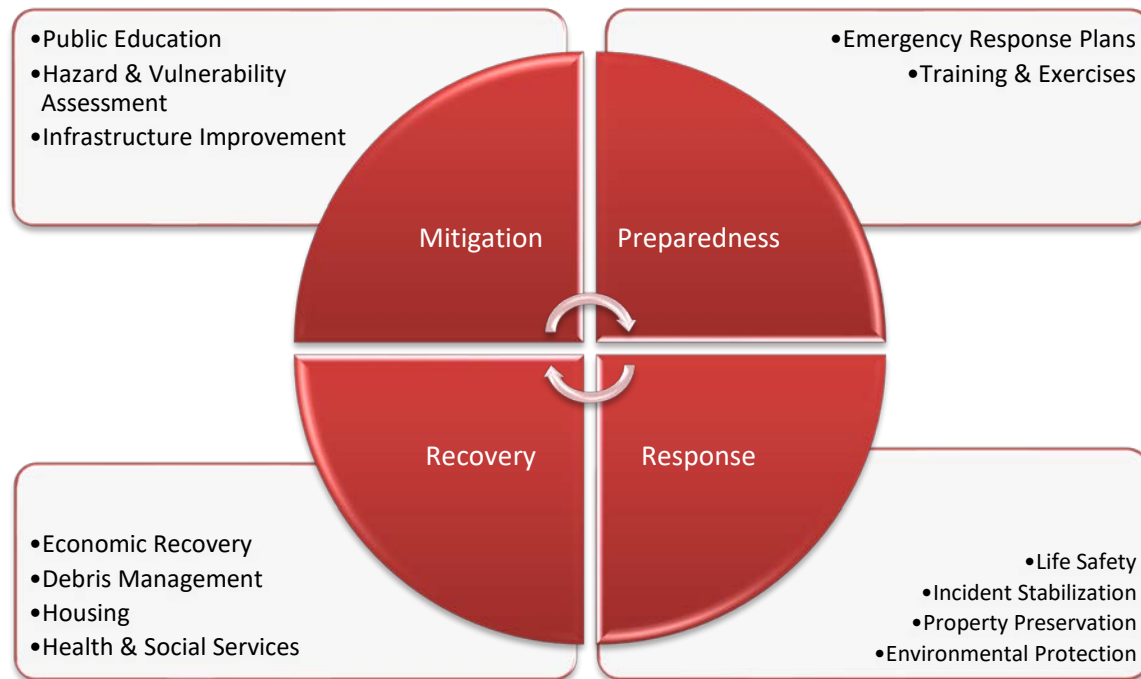 •Public Education
•Hazard & Vulnerability
Assessment
•Infrastructure Improvement
•Emergency Response Plans
•Training & Exercises
Mitigation
Preparedness
Recovery
Response
•Economic Recovery
•Debris Management
•Housing
•Health & Social Services
•Life Safety
•Incident Stabilization
•Property Preservation
•Environmental Protection